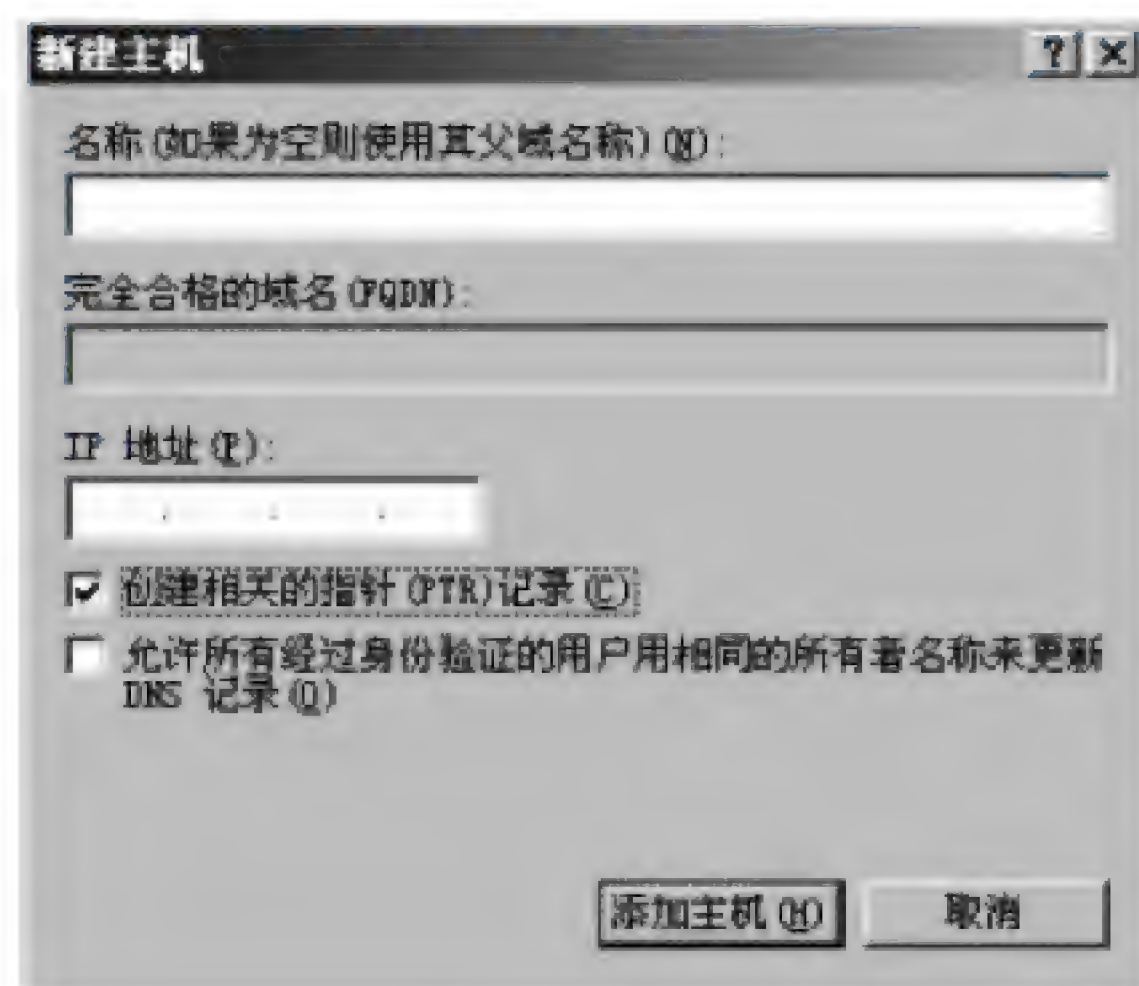 新建主机
名称(如果为空则使用其父域名称)(N):
完全合格的域名(FQDN):
IP 地址(P):
创建相关的指针(PTR)记录(C)
允许所有经过身份验证的用户用相同的所有者名称来更新
DNS 记录(O)
添加主机(H)
取消